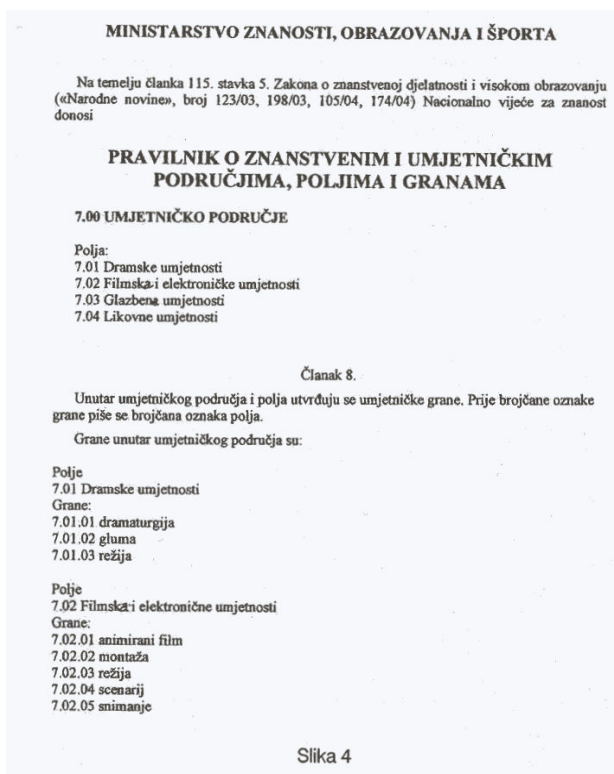 MINISTARSTVO ZNANOSTI, OBRAZOVANJA I ŠPORTA
Na temelju članka 115. stavka 5. Zakona o znanstvenoj djelatnosti i visokom obrazovanju
(«Narodne novine», broj 123/03, 198/03, 105/04, 174/04) Nacionalno vijeće za znanost
donosi
PRAVILNIK O ZNANSTVENIM I UMJETNIČKIM
PODRUČJIMA, POLJIMA I GRANAMA
7.00 UMJETNIČKO PODRUČJE
Polja:
7.01 Dramske umjetnosti
7.02 Filmska i elektroničke umjetnosti
7.03 Glazbena umjetnosti
7.04 Likovne umjetnosti
Članak 8.
Unutar umjetničkog područja i polja utvrđuju se umjetničke grane. Prije brojčane oznake
grane piše se brojčana oznaka polja.
Grane unutar umjetničkog područja su:
Polje
7.01 Dramske umjetnosti
Grane:
7.01.01 dramaturgija
7.01.02 gluma
7.01.03 režija
Polje
7.02 Filmska i elektronične umjetnosti
Grane:
7.02.01 animirani film
7.02.02 montaža
7.02.03 režija
7.02.04 scenarij
7.02.05 snimanje
Slika 4